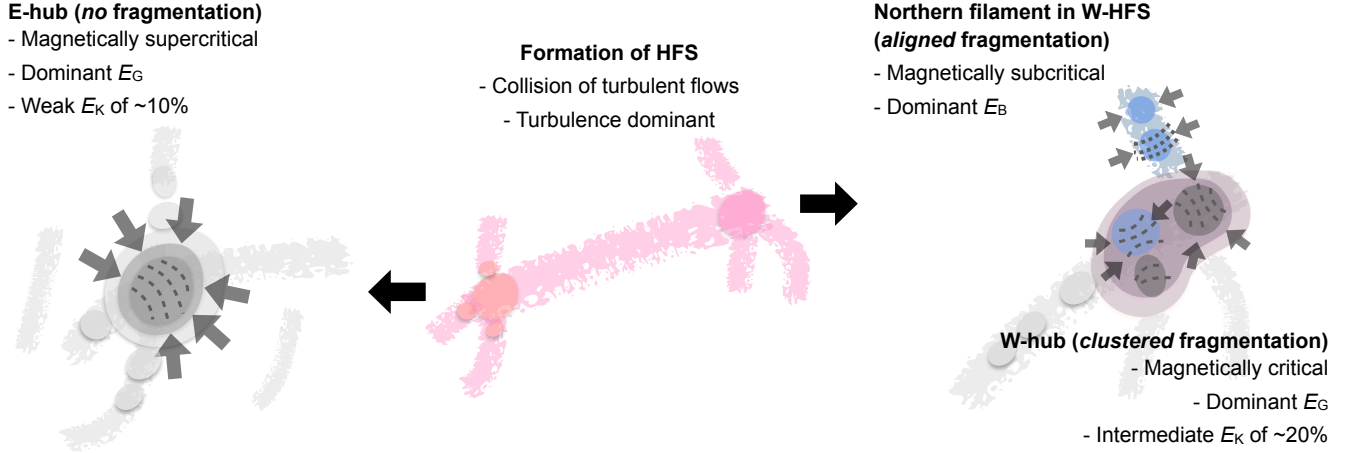 E-hub (no fragmentation)
- Magnetically supercritical
- Dominant EG
- Weak EK of ~10%
Formation of HFS
- Collision of turbulent flows
- Turbulence dominant
Northern filament in W-HFS
(aligned fragmentation)
- Magnetically subcritical
- Dominant EB
W-hub (clustered fragmentation)
- Magnetically critical
- Dominant EG
- Intermediate EK of ~20%